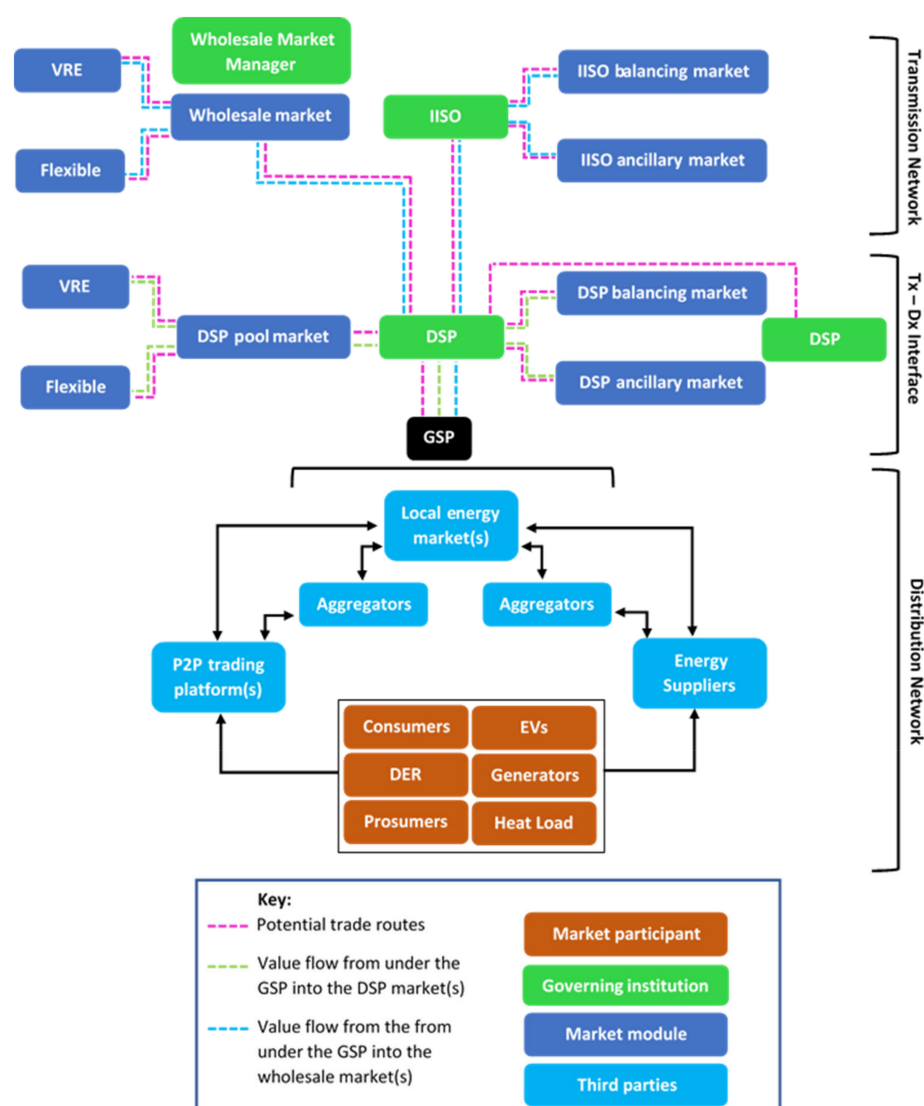 Wholesale Market
Manager
VRE
Wholesale market
Flexible
IISO
IISO balancing market
IISO ancillary market
Transmission Network
VRE
DSP pool market
Flexible
DSP
DSP balancing market
DSP ancillary market
DSP
Tx – Dx Interface
GSP
Local energy
market(s)
Aggregators
Aggregators
P2P trading
platform(s)
Energy
Suppliers
Consumers
EVs
DER
Generators
Prosumers
Heat Load
Distribution Network
Key:
Potential trade routes
Value flow from under the
GSP into the DSP market(s)
Value flow from the from
under the GSP into the
wholesale market(s)
Market participant
Governing institution
Market module
Third parties